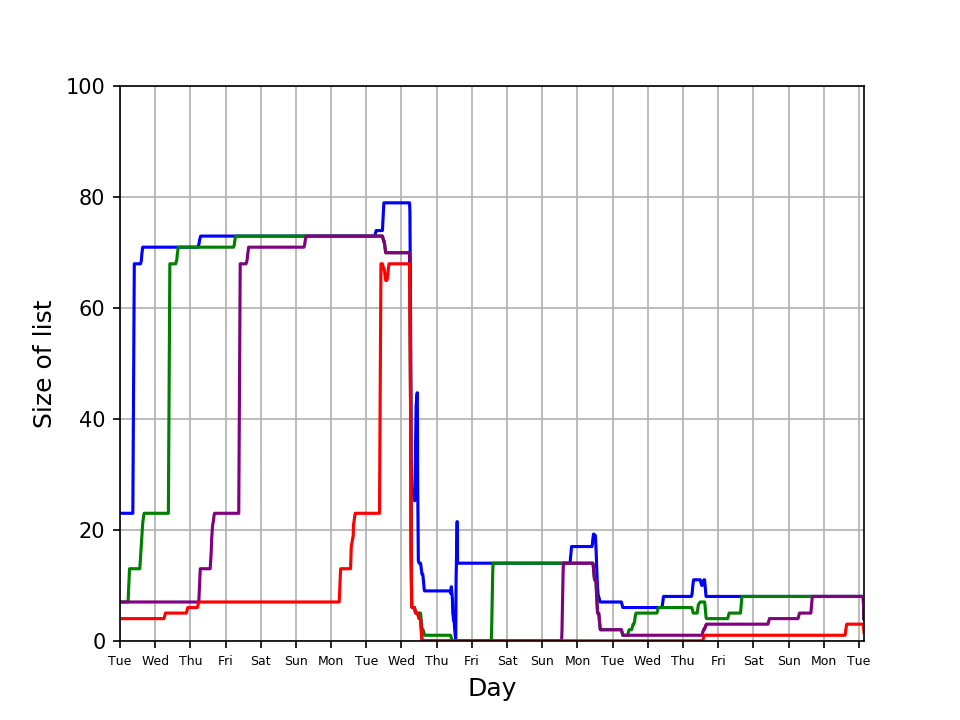 100
80
60
40
20
0
Size of list
Tue Wed Thu Fri Sat Sun Mon Tue Wed Thu Fri Sat Sun Mon Tue Wed Thu Fri Sat Sun Mon Tue
Day